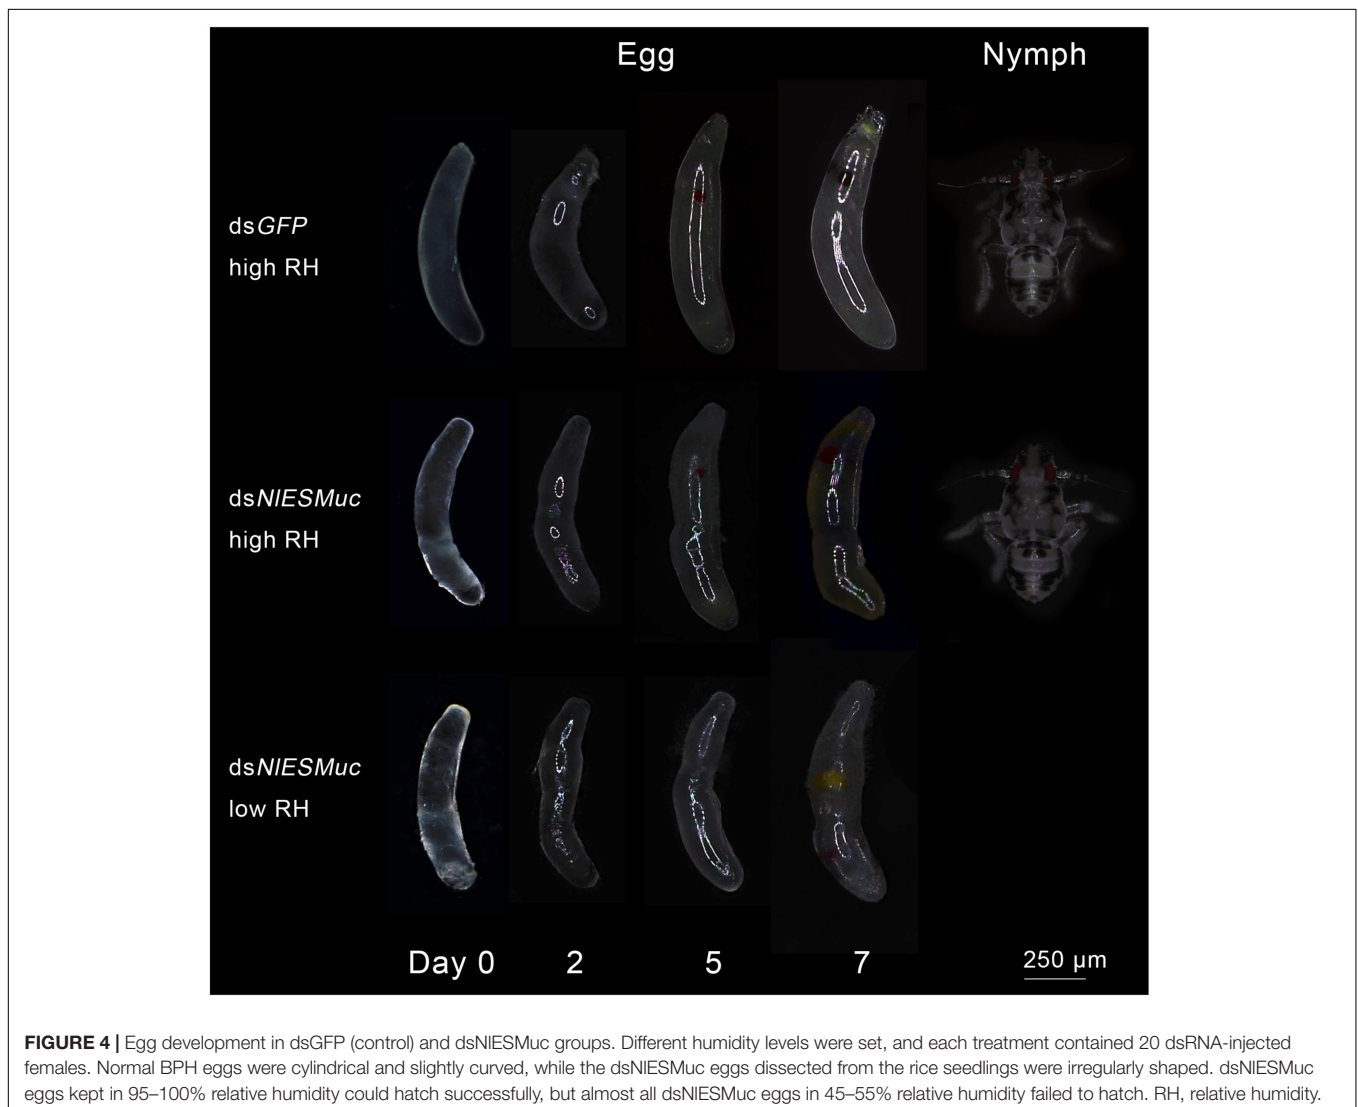 Egg Nymph
dsGFP
high RH
dsNlESMuc
high RH
dsNlESMuc
low RH
Day 0 2 5 7 250 μm
FIGURE 4 | Egg development in dsGFP (control) and dsNlESMuc groups. Different humidity levels were set, and each treatment contained 20 dsRNA-injected
females. Normal BPH eggs were cylindrical and slightly curved, while the dsNlESMuc eggs dissected from the rice seedlings were irregularly shaped. dsNlESMuc
eggs kept in 95–100% relative humidity could hatch successfully, but almost all dsNlESMuc eggs in 45–55% relative humidity failed to hatch. RH, relative humidity.